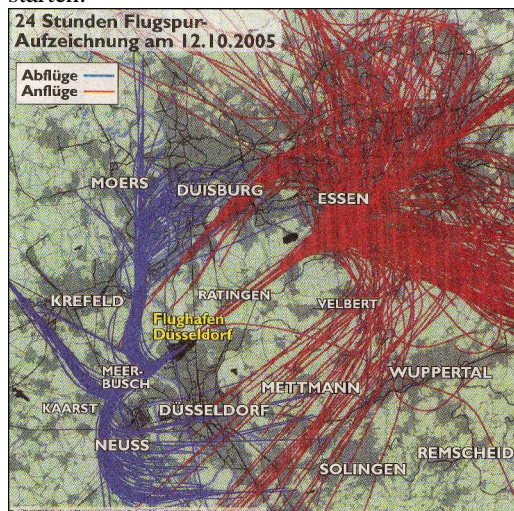 starten.
24 Stunden Flugspur-
Aufzeichnung am 12.10.2005
Abflüge
Anflüge
MOERS
DUISBURG
ESSEN
KREFELD
RATINGEN
VELBERT
Flughafen
Düsseldorf
MEER-
BUSCH
WUPPERTAL
METTMANN
KAARST
DÜSSELDORF
NEUSS
REMSCHEID
SOLINGEN